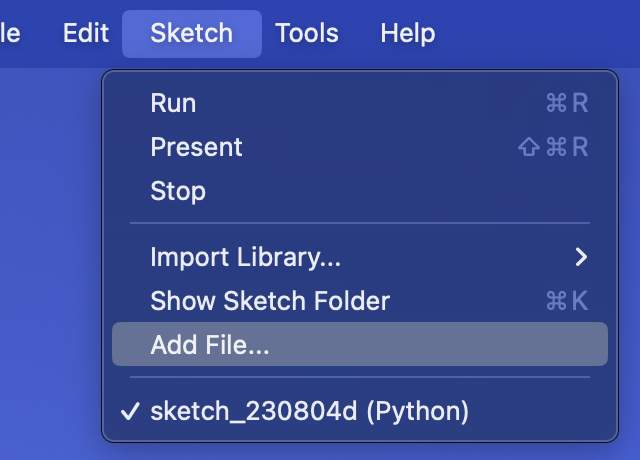 le Edit Sketch Tools Help
Run ⌘R
Present ⇧⌘R
Stop
Import Library...
Show Sketch Folder ⌘K
Add File...
✓ sketch_230804d (Python)